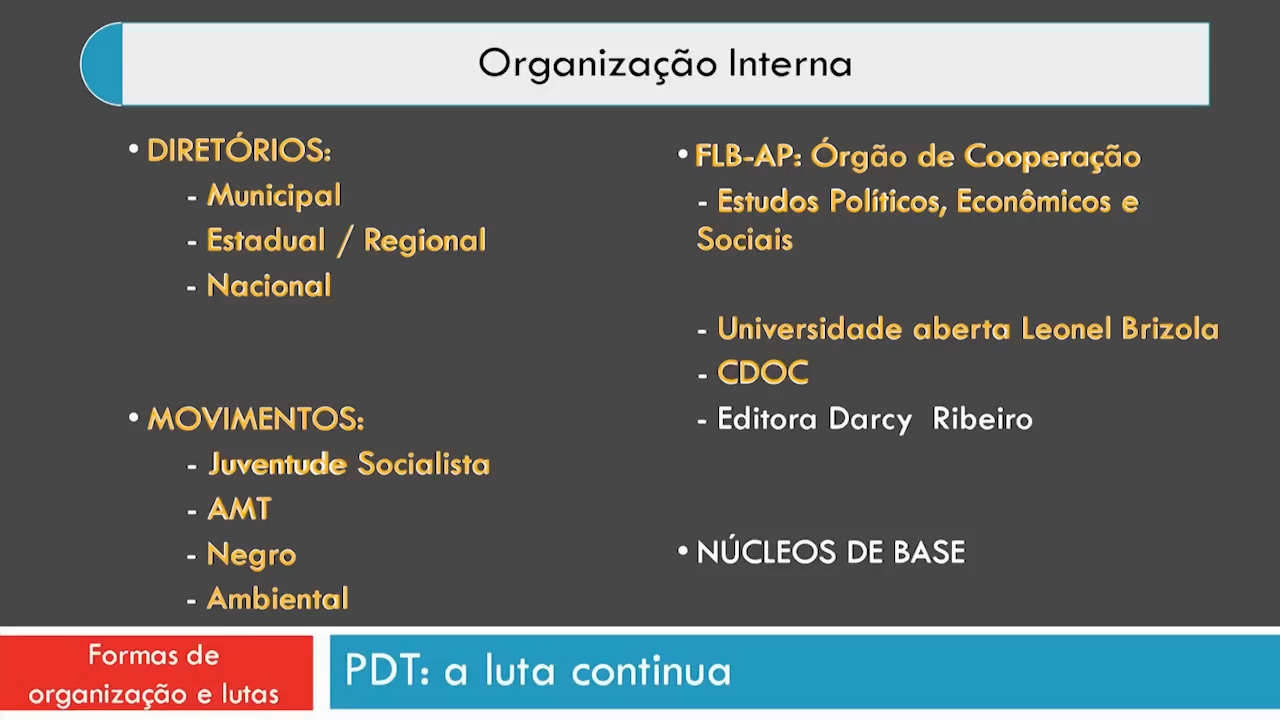 Organização Interna
• DIRETÓRIOS:
- Municipal
- Estadual / Regional
- Nacional
• MOVIMENTOS:
- Juventude Socialista
- AMT
- Negro
- Ambiental
• FLB-AP: Órgão de Cooperação
- Estudos Políticos, Econômicos e
Sociais
- Universidade aberta Leonel Brizola
- CDOC
- Editora Darcy Ribeiro
• NÚCLEOS DE BASE
Formas de
organização e lutas
PDT: a luta continua